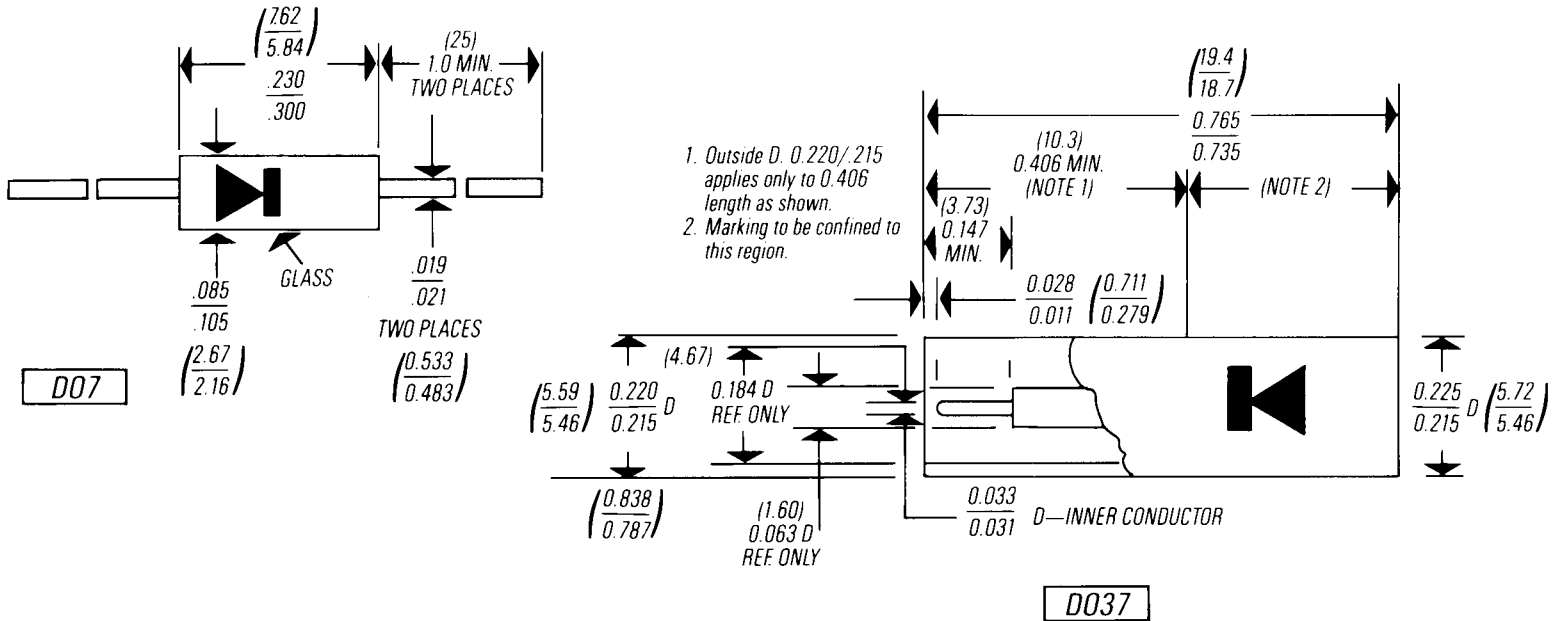 (7.62
5.84)
.230
.300
(25)
1.0 MIN.
TWO PLACES
GLASS
.085
.105
(2.67
2.16)
.019
.021
TWO PLACES
(0.533
0.483)
DO7
1. Outside D. 0.220/.215
applies only to 0.406
length as shown.
2. Marking to be confined to
this region.
(19.4
18.7)
0.765
0.735
(10.3)
0.406 MIN.
(NOTE 1)
(NOTE 2)
(3.73)
0.147
MIN.
0.028
0.011
(0.711
0.279)
(5.59
5.46)
0.220
0.215 D
(4.67)
0.184 D
REF. ONLY
0.225
0.215 D
(5.72
5.46)
(0.838
0.787)
(1.60)
0.063 D
REF. ONLY
0.033
0.031 D—INNER CONDUCTOR
DO37